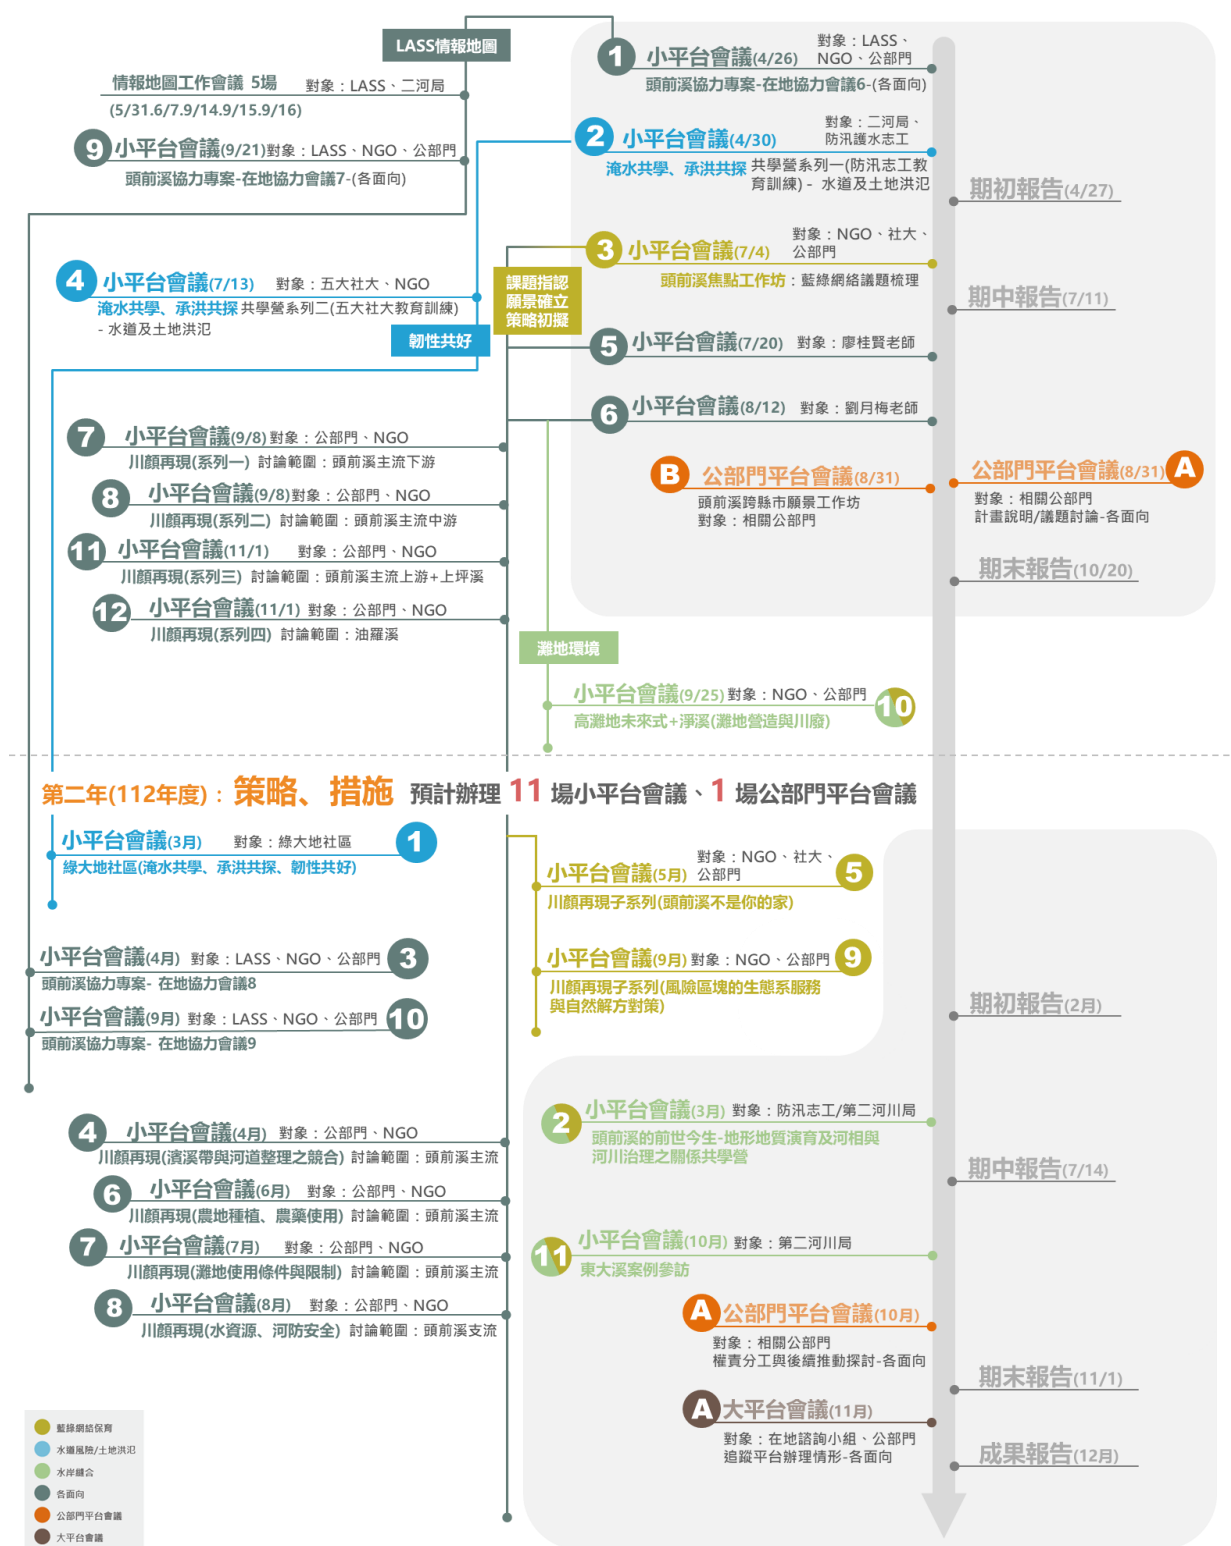 LASS情報地圖
情報地圖工作會議 5場 對象：LASS、二河局
(5/31.6/7.9/14.9/15.9/16)
9 小平台會議(9/21)對象：LASS、NGO、公部門
頭前溪協力專案-在地協力會議7-(各面向)
1 小平台會議(4/26) 對象：LASS、
NGO、公部門
頭前溪協力專案-在地協力會議6-(各面向)
2 小平台會議(4/30) 對象：二河局、
防汛護水志工
淹水共學、承洪共探 共學營系列一(防汛志工教
育訓練) - 水道及土地洪氾
期初報告(4/27)
3 小平台會議(7/4) 對象：NGO、社大、
公部門
頭前溪焦點工作坊：藍綠網絡議題梳理
4 小平台會議(7/13) 對象：五大社大、NGO
淹水共學、承洪共探 共學營系列二(五大社大教育訓練)
- 水道及土地洪氾
課題指認
願景確立
策略初擬
韌性共好
期中報告(7/11)
5 小平台會議(7/20) 對象：廖桂賢老師
6 小平台會議(8/12) 對象：劉月梅老師
7 小平台會議(9/8) 對象：公部門、NGO
川顏再現(系列一) 討論範圍：頭前溪主流下游
8 小平台會議(9/8)對象：公部門、NGO
川顏再現(系列二) 討論範圍：頭前溪主流中游
11 小平台會議(11/1) 對象：公部門、NGO
川顏再現(系列三) 討論範圍：頭前溪主流上游+上坪溪
12 小平台會議(11/1) 對象：公部門、NGO
川顏再現(系列四) 討論範圍：油羅溪
B 公部門平台會議(8/31)
頭前溪跨縣市願景工作坊
對象：相關公部門
公部門平台會議(8/31) A
對象：相關公部門
計畫說明/議題討論-各面向
期末報告(10/20)
灘地環境
小平台會議(9/25) 對象：NGO、公部門 10
高灘地未來式+淨溪(灘地營造與川廢)
第二年(112年度)：策略、措施 預計辦理 11 場小平台會議、1 場公部門平台會議
小平台會議(3月) 對象：綠大地社區 1
綠大地社區(淹水共學、承洪共探、韌性共好)
小平台會議(5月) 對象：NGO、社大、
公部門 5
川顏再現子系列(頭前溪不是你的家)
小平台會議(4月) 對象：LASS、NGO、公部門 3
頭前溪協力專案- 在地協力會議8
小平台會議(9月) 對象：NGO、公部門 9
川顏再現子系列(風險區塊的生態系服務
與自然解方對策)
小平台會議(9月) 對象：LASS、NGO、公部門 10
頭前溪協力專案- 在地協力會議9
期初報告(2月)
4 小平台會議(4月) 對象：公部門、NGO
川顏再現(濱溪帶與河道整理之競合) 討論範圍：頭前溪主流
6 小平台會議(6月) 對象：公部門、NGO
川顏再現(農地種植、農藥使用) 討論範圍：頭前溪主流
7 小平台會議(7月) 對象：公部門、NGO
川顏再現(灘地使用條件與限制) 討論範圍：頭前溪主流
8 小平台會議(8月) 對象：公部門、NGO
川顏再現(水資源、河防安全) 討論範圍：頭前溪支流
2 小平台會議(3月) 對象：防汛志工/第二河川局
頭前溪的前世今生-地形地質演育及河相與
河川治理之關係共學營
期中報告(7/14)
11 小平台會議(10月) 對象：第二河川局
東大溪案例參訪
A 公部門平台會議(10月)
對象：相關公部門
權責分工與後續推動探討-各面向
期末報告(11/1)
A 大平台會議(11月)
對象：在地諮詢小組、公部門
追蹤平台辦理情形-各面向
成果報告(12月)
藍綠網絡保育
水道風險/土地洪氾
水岸縫合
各面向
公部門平台會議
大平台會議